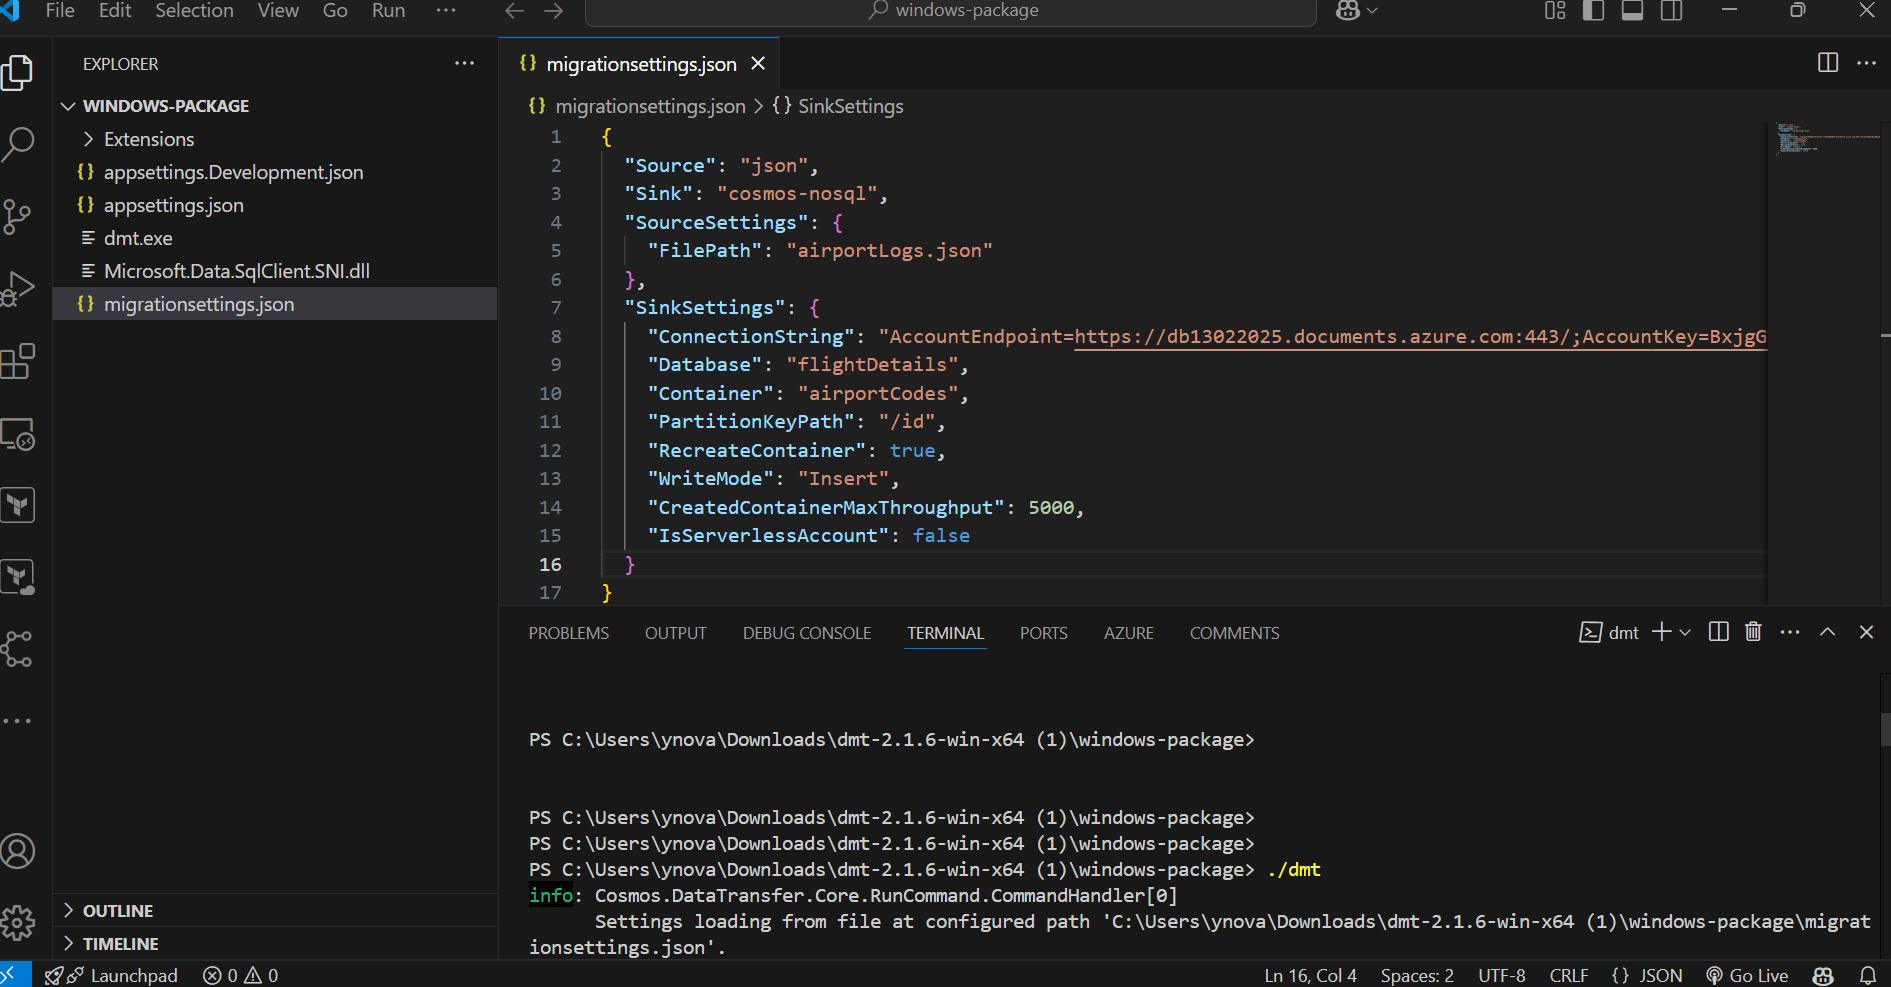 File Edit Selection View Go Run ···
windows-package
EXPLORER
WINDOWS-PACKAGE
Extensions
appsettings.Development.json
appsettings.json
dmt.exe
Microsoft.Data.SqlClient.SNI.dll
migrationsettings.json
OUTLINE
TIMELINE
{} migrationsettings.json
{} migrationsettings.json > {} SinkSettings
1 {
2 "Source": "json",
3 "Sink": "cosmos-nosql",
4 "SourceSettings": {
5 "FilePath": "airportLogs.json"
6 },
7 "SinkSettings": {
8 "ConnectionString": "AccountEndpoint=https://db13022025.documents.azure.com:443/;AccountKey=BxjgG
9 "Database": "flightDetails",
10 "Container": "airportCodes",
11 "PartitionKeyPath": "/id",
12 "RecreateContainer": true,
13 "WriteMode": "Insert",
14 "CreatedContainerMaxThroughput": 5000,
15 "IsServerlessAccount": false
16 }
17 }
PROBLEMS OUTPUT DEBUG CONSOLE TERMINAL PORTS AZURE COMMENTS
dmt
PS C:\Users\ynova\Downloads\dmt-2.1.6-win-x64 (1)\windows-package>
PS C:\Users\ynova\Downloads\dmt-2.1.6-win-x64 (1)\windows-package>
PS C:\Users\ynova\Downloads\dmt-2.1.6-win-x64 (1)\windows-package>
PS C:\Users\ynova\Downloads\dmt-2.1.6-win-x64 (1)\windows-package> ./dmt
info: Cosmos.DataTransfer.Core.RunCommand.CommandHandler[0]
Settings loading from file at configured path 'C:\Users\ynova\Downloads\dmt-2.1.6-win-x64 (1)\windows-package\migrat
ionsettings.json'.
Launchpad 0 0
Ln 16, Col 4 Spaces: 2 UTF-8 CRLF {} JSON Go Live